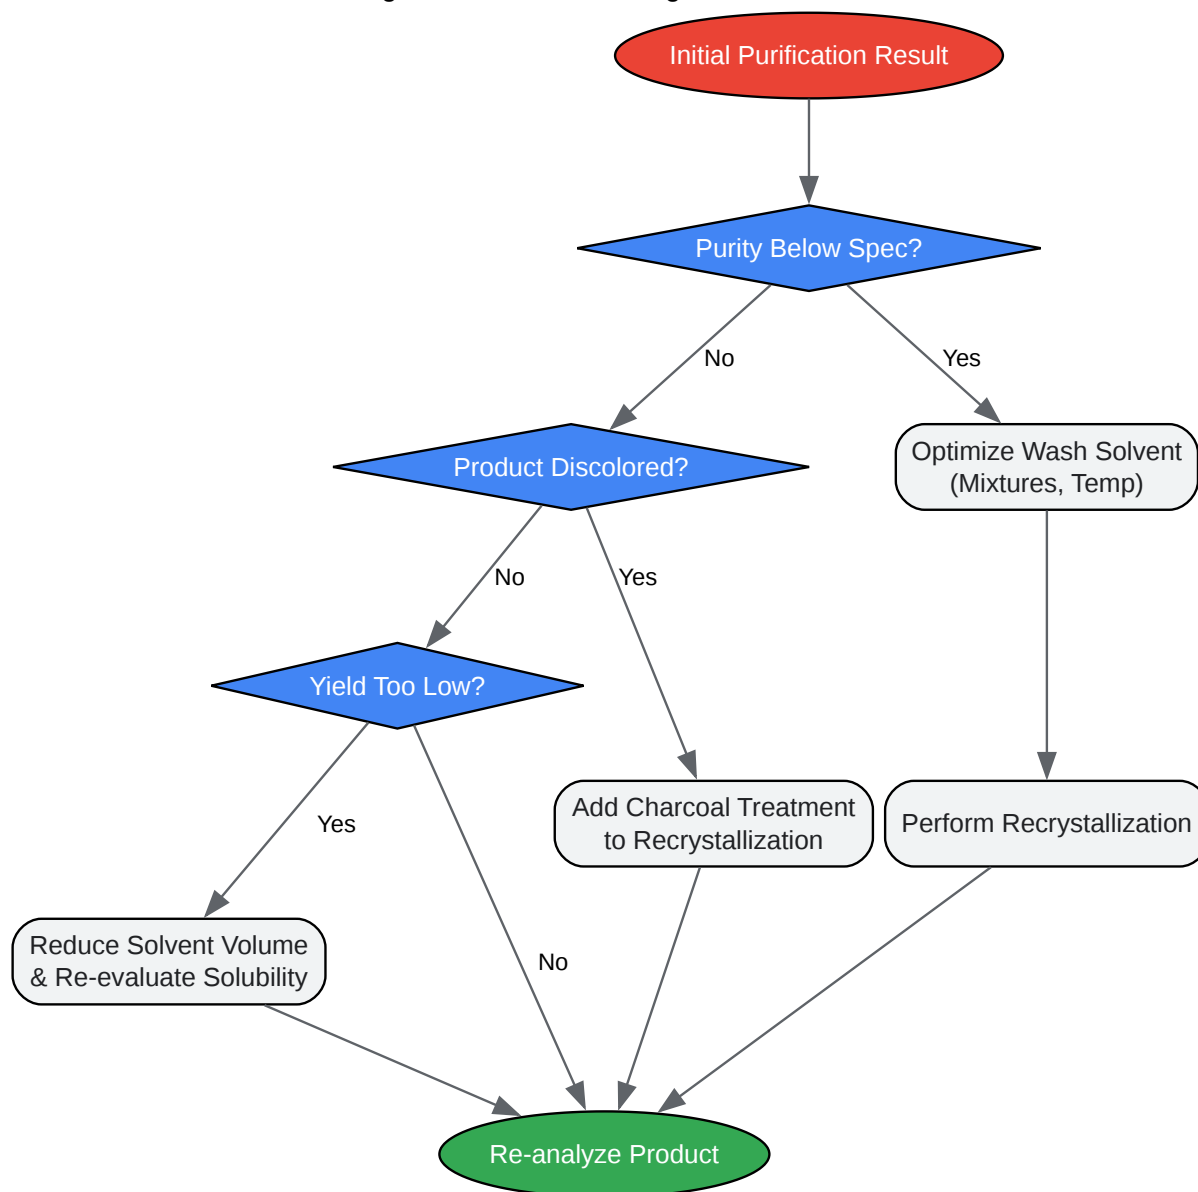 Initial Purification Result
Purity Below Spec?
No
Yes
Product Discolored?
Optimize Wash Solvent
(Mixtures, Temp)
No
Yes
Yield Too Low?
Yes
Add Charcoal Treatment
to Recrystallization
Perform Recrystallization
Reduce Solvent Volume
& Re-evaluate Solubility
No
Re-analyze Product